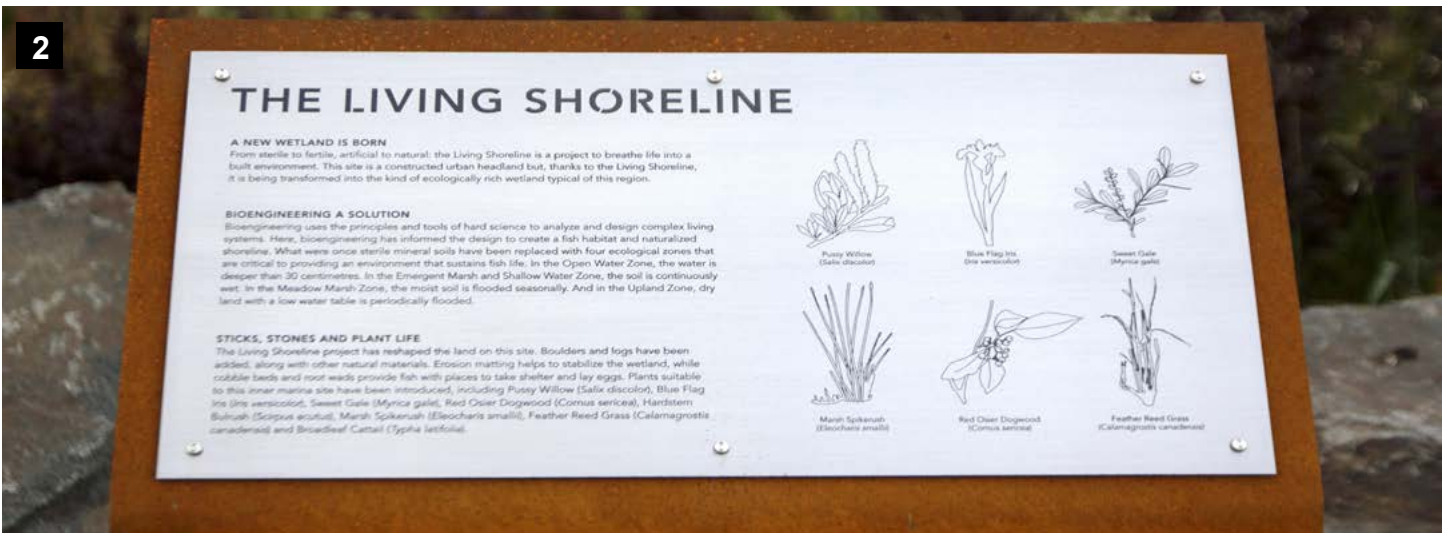 2
THE LIVING SHORELINE
A NEW WETLAND IS BORN
From sterile to fertile, artificial to natural: the Living Shoreline is a project to breathe life into a
built environment. This site is a constructed urban headland but, thanks to the Living Shoreline,
it is being transformed into the kind of ecologically rich wetland typical of this region.
BIOENGINEERING A SOLUTION
Bioengineering uses the principles and tools of hard science to analyze and design complex living
systems. Here, bioengineering has informed the design to create a fish habitat and naturalized
shoreline. What were once sterile mineral soils have been replaced with four ecological zones that
are critical to providing an environment that sustains fish life. In the Open Water Zone, the water is
deeper than 30 centimetres. In the Emergent Marsh and Shallow Water Zone, the soil is continuously
wet. In the Meadow Marsh Zone, the moist soil is flooded seasonally. And in the Upland Zone, dry
land with a low water table is periodically flooded.
STICKS, STONES AND PLANT LIFE
The Living Shoreline project has reshaped the land on this site. Boulders and logs have been
added, along with other natural materials. Erosion matting helps to stabilize the wetland, while
cobble beds and root wads provide fish with places to take shelter and lay eggs. Plants suitable
to this inner marina site have been introduced, including Pussy Willow (Salix discolor), Blue Flag
Iris (Iris versicolor), Sweet Gale (Myrica gale), Red Osier Dogwood (Cornus sericea), Hardstem
Bulrush (Scirpus acutus), Marsh Spikerush (Eleocharis smallii), Feather Reed Grass (Calamagrostis
canadensis) and Broadleaf Cattail (Typha latifolia).
Pussy Willow
(Salix discolor)
Blue Flag Iris
(Iris versicolor)
Sweet Gale
(Myrica gale)
Marsh Spikerush
(Eleocharis smallii)
Red Osier Dogwood
(Cornus sericea)
Feather Reed Grass
(Calamagrostis canadensis)